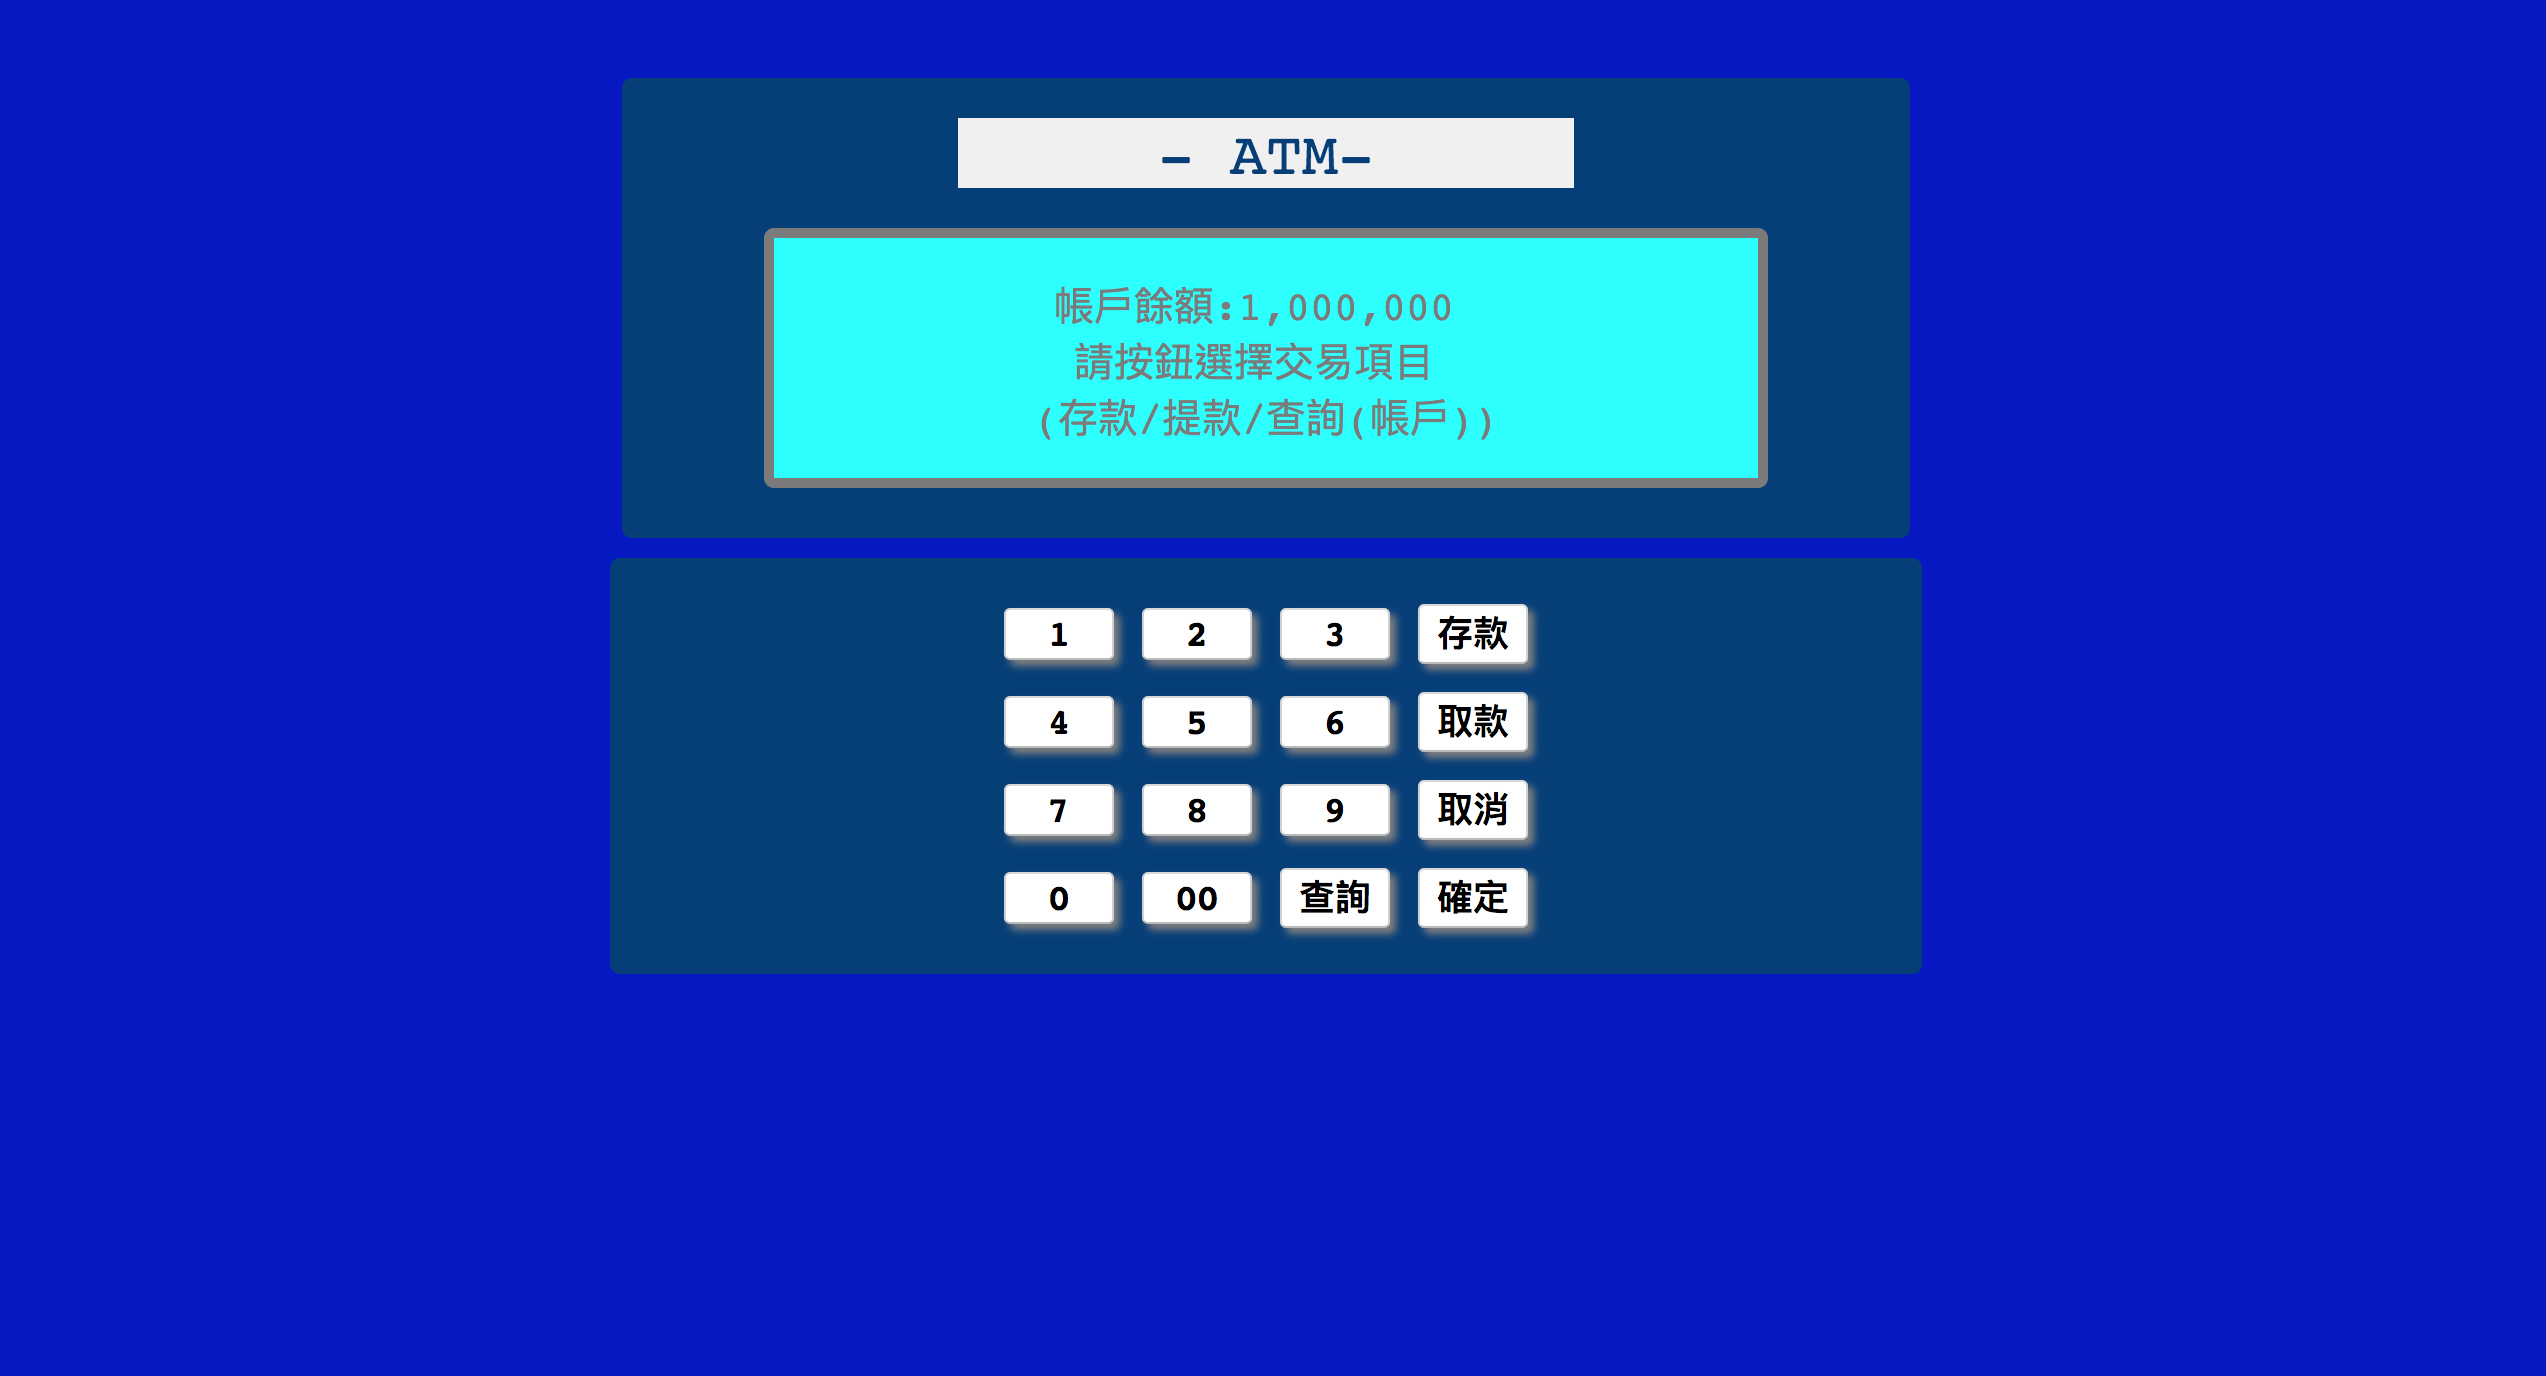 - ATM-
帳戶餘額:1,000,000
請按鈕選擇交易項目
(存款/提款/查詢(帳戶))
1 2 3 存款
4 5 6 取款
7 8 9 取消
0 00 查詢 確定